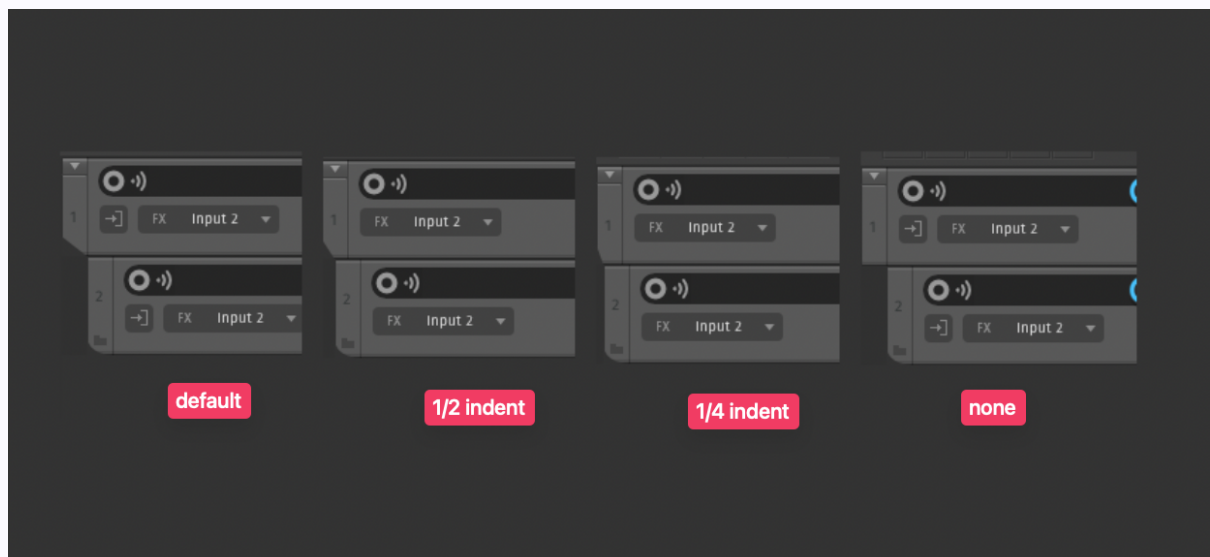 1
FX Input 2
2
FX Input 2
default
1
FX Input 2
2
FX Input 2
1/2 indent
1
FX Input 2
2
FX Input 2
1/4 indent
1
FX Input 2
2
FX Input 2
none